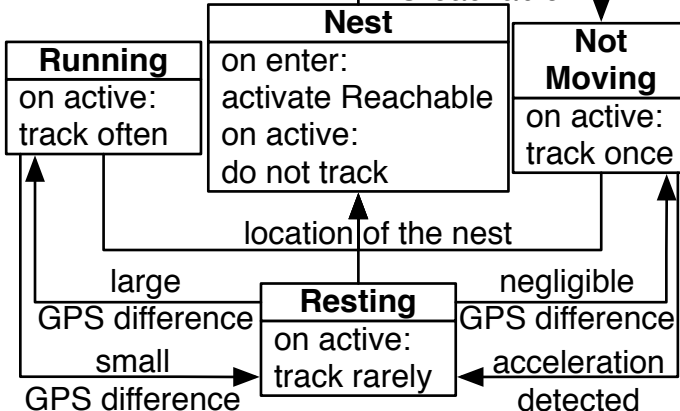 Nest
on enter:
activate Reachable
on active:
do not track
Running
on active:
track often
Not
Moving
on active:
track once
location of the nest
large
GPS difference
negligible
GPS difference
Resting
on active:
track rarely
small
GPS difference
acceleration
detected